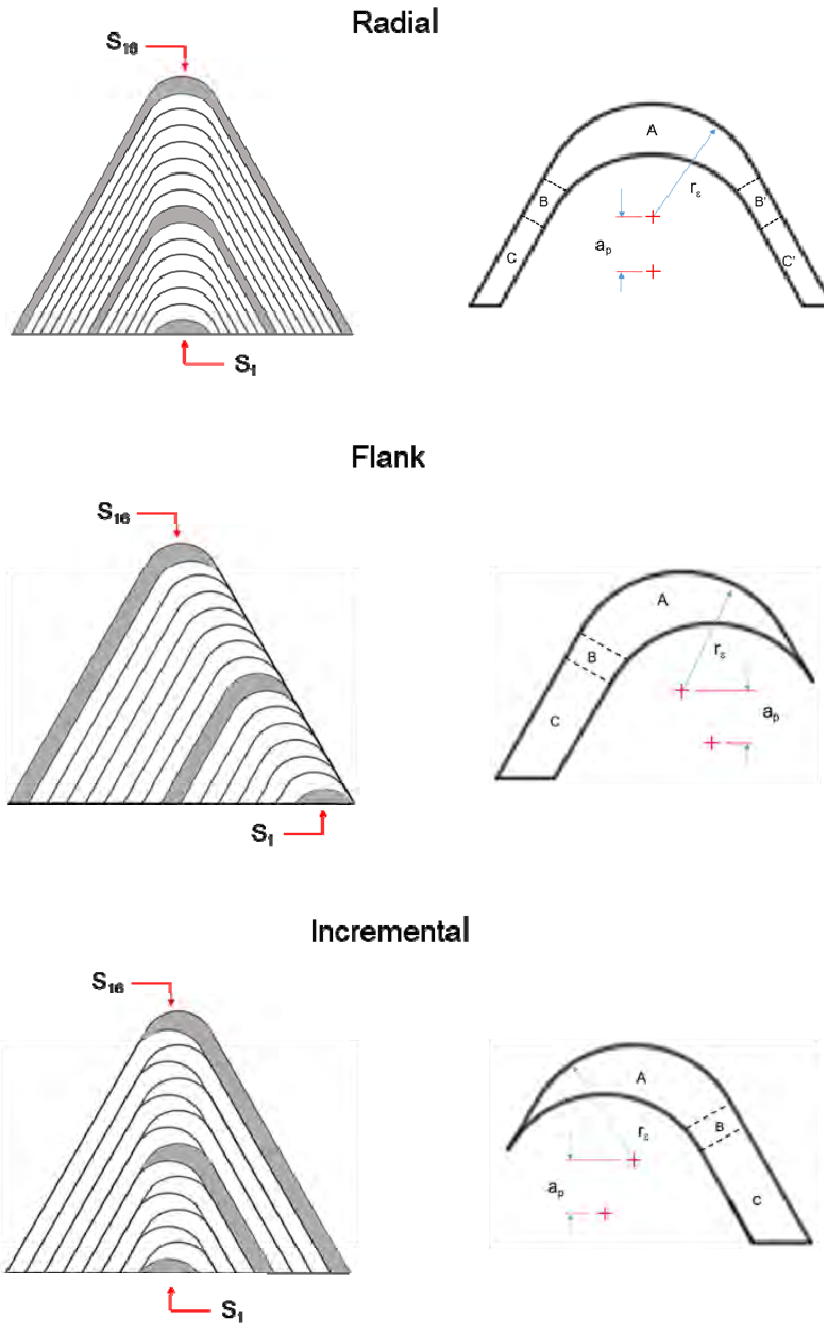 Radial
S₁₆
S₁
A
B
B'
C
C'
rε
aₚ
Flank
S₁₆
S₁
A
B
C
rε
aₚ
Incremental
S₁₆
S₁
A
B
C
rε
aₚ